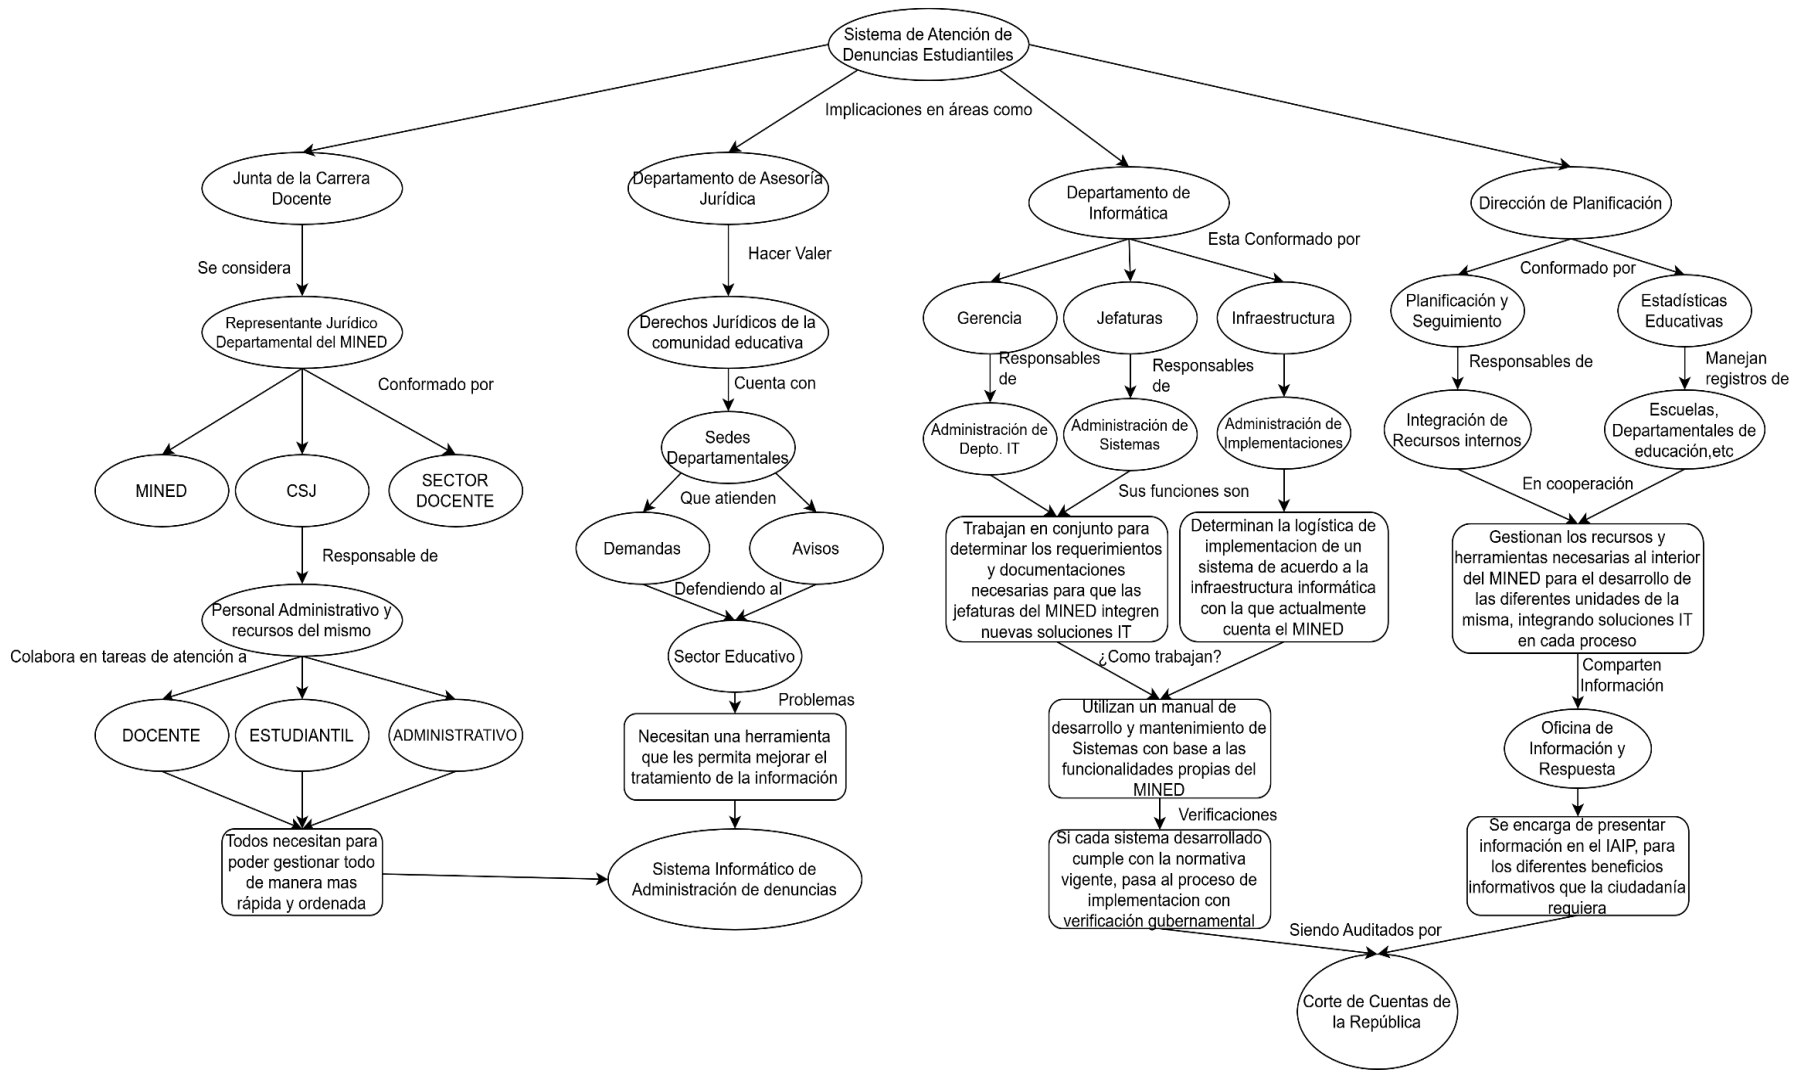 Sistema de Atención de
Denuncias Estudiantiles
Implicaciones en áreas como
Junta de la Carrera
Docente
Se considera
Representante Jurídico
Departamental del MINED
Conformado por
MINED
CSJ
SECTOR
DOCENTE
Responsable de
Personal Administrativo y
recursos del mismo
Colabora en tareas de atención a
DOCENTE
ESTUDIANTIL
ADMINISTRATIVO
Todos necesitan para
poder gestionar todo
de manera mas
rápida y ordenada
Departamento de Asesoría
Jurídica
Hacer Valer
Derechos Jurídicos de la
comunidad educativa
Cuenta con
Sedes
Departamentales
Que atienden
Demandas
Avisos
Defendiendo al
Sector Educativo
Problemas
Necesitan una herramienta
que les permita mejorar el
tratamiento de la información
Sistema Informático de
Administración de denuncias
Departamento de
Informática
Esta Conformado por
Gerencia
Jefaturas
Infraestructura
Responsables
de
Responsables
de
Administración de
Depto. IT
Administración de
Sistemas
Administración de
Implementaciones
Sus funciones son
Trabajan en conjunto para
determinar los requerimientos
y documentaciones
necesarias para que las
jefaturas del MINED integren
nuevas soluciones IT
Determinan la logística de
implementacion de un
sistema de acuerdo a la
infraestructura informática
con la que actualmente
cuenta el MINED
¿Como trabajan?
Utilizan un manual de
desarrollo y mantenimiento de
Sistemas con base a las
funcionalidades propias del
MINED
Verificaciones
Si cada sistema desarrollado
cumple con la normativa
vigente, pasa al proceso de
implementacion con
verificación gubernamental
Dirección de Planificación
Conformado por
Planificación y
Seguimiento
Estadísticas
Educativas
Responsables de
Manejan
registros de
Integración de
Recursos internos
Escuelas,
Departamentales de
educación,etc
En cooperación
Gestionan los recursos y
herramientas necesarias al interior
del MINED para el desarrollo de
las diferentes unidades de la
misma, integrando soluciones IT
en cada proceso
Comparten
Información
Oficina de
Información y
Respuesta
Se encarga de presentar
información en el IAIP, para
los diferentes beneficios
informativos que la ciudadanía
requiera
Siendo Auditados por
Corte de Cuentas de
la República